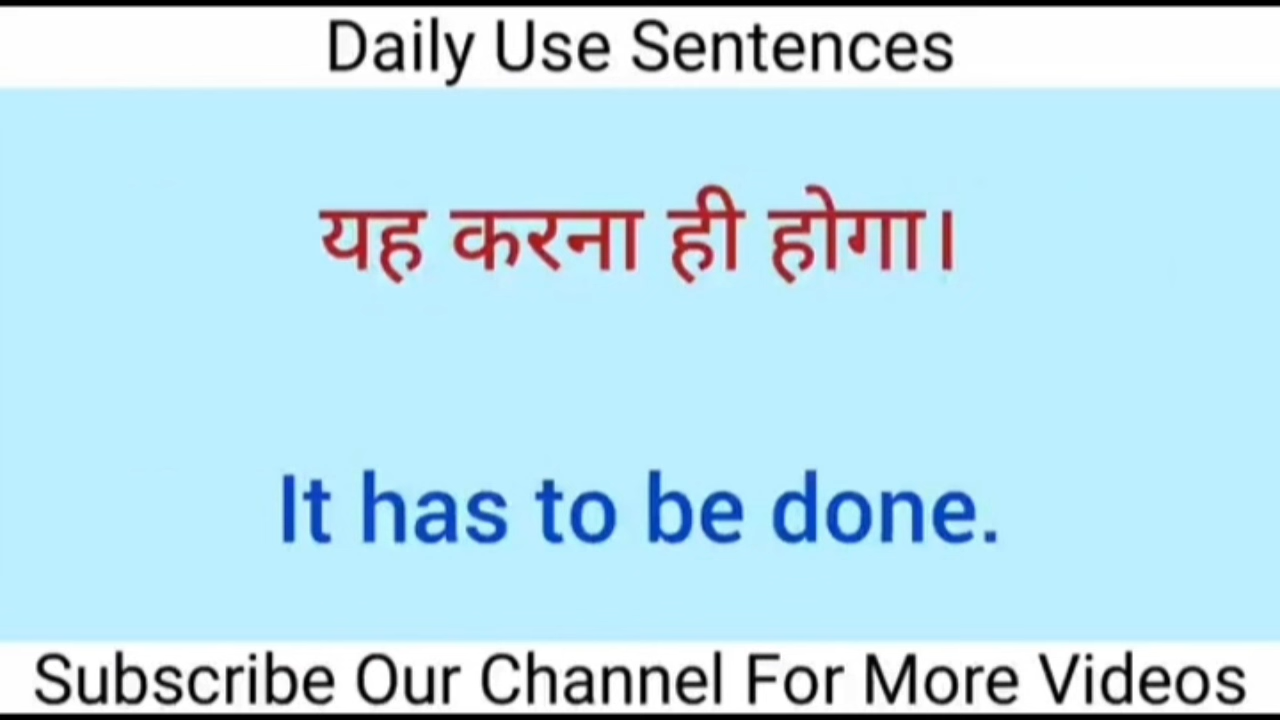 Daily Use Sentences
यह करना ही होगा।
It has to be done.
Subscribe Our Channel For More Videos